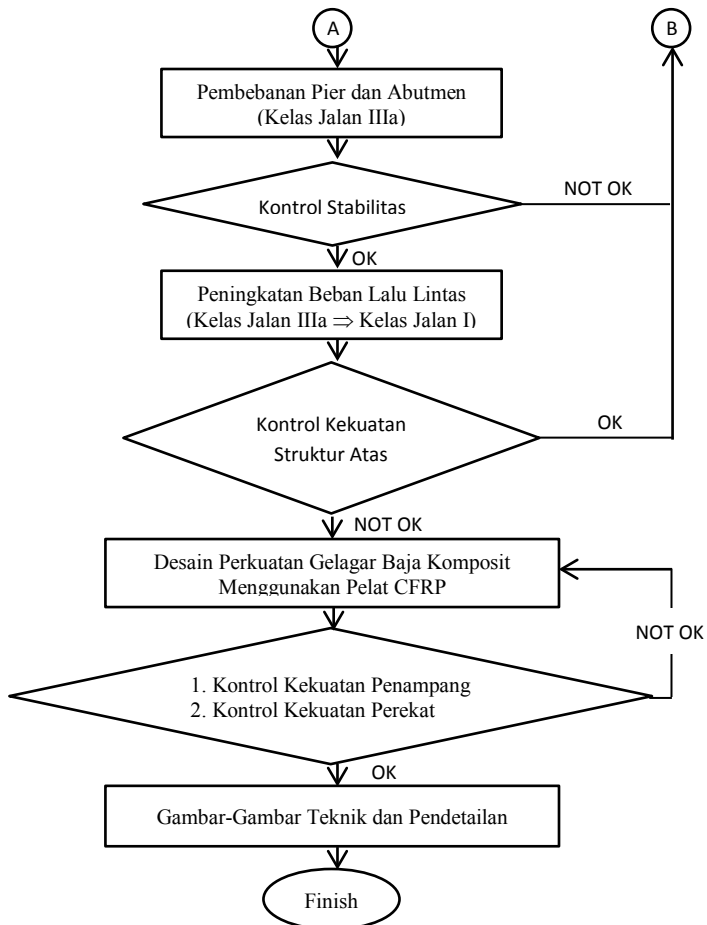 A
B
Pembebanan Pier dan Abutmen
(Kelas Jalan IIIa)
Kontrol Stabilitas
NOT OK
OK
Peningkatan Beban Lalu Lintas
(Kelas Jalan IIIa ⇒ Kelas Jalan I)
Kontrol Kekuatan
Struktur Atas
OK
NOT OK
Desain Perkuatan Gelagar Baja Komposit
Menggunakan Pelat CFRP
NOT OK
1. Kontrol Kekuatan Penampang
2. Kontrol Kekuatan Perekat
OK
Gambar-Gambar Teknik dan Pendetailan
Finish